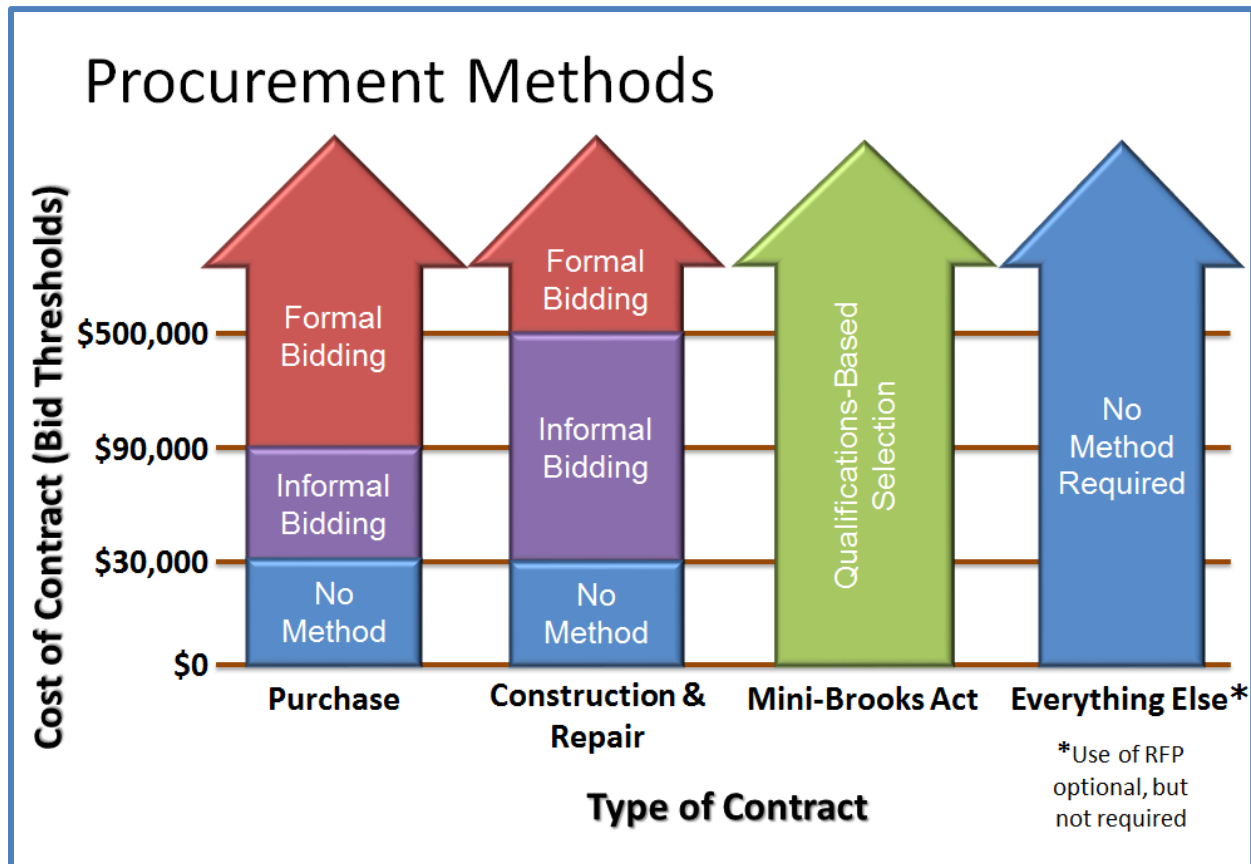 Procurement Methods
Cost of Contract (Bid Thresholds)
$500,000
$90,000
$30,000
$0
Formal
Bidding
Informal
Bidding
No
Method
Formal
Bidding
Informal
Bidding
No
Method
Qualifications-Based
Selection
No
Method
Required
Purchase
Construction &
Repair
Mini-Brooks Act
Everything Else*
*Use of RFP
optional, but
not required
Type of Contract